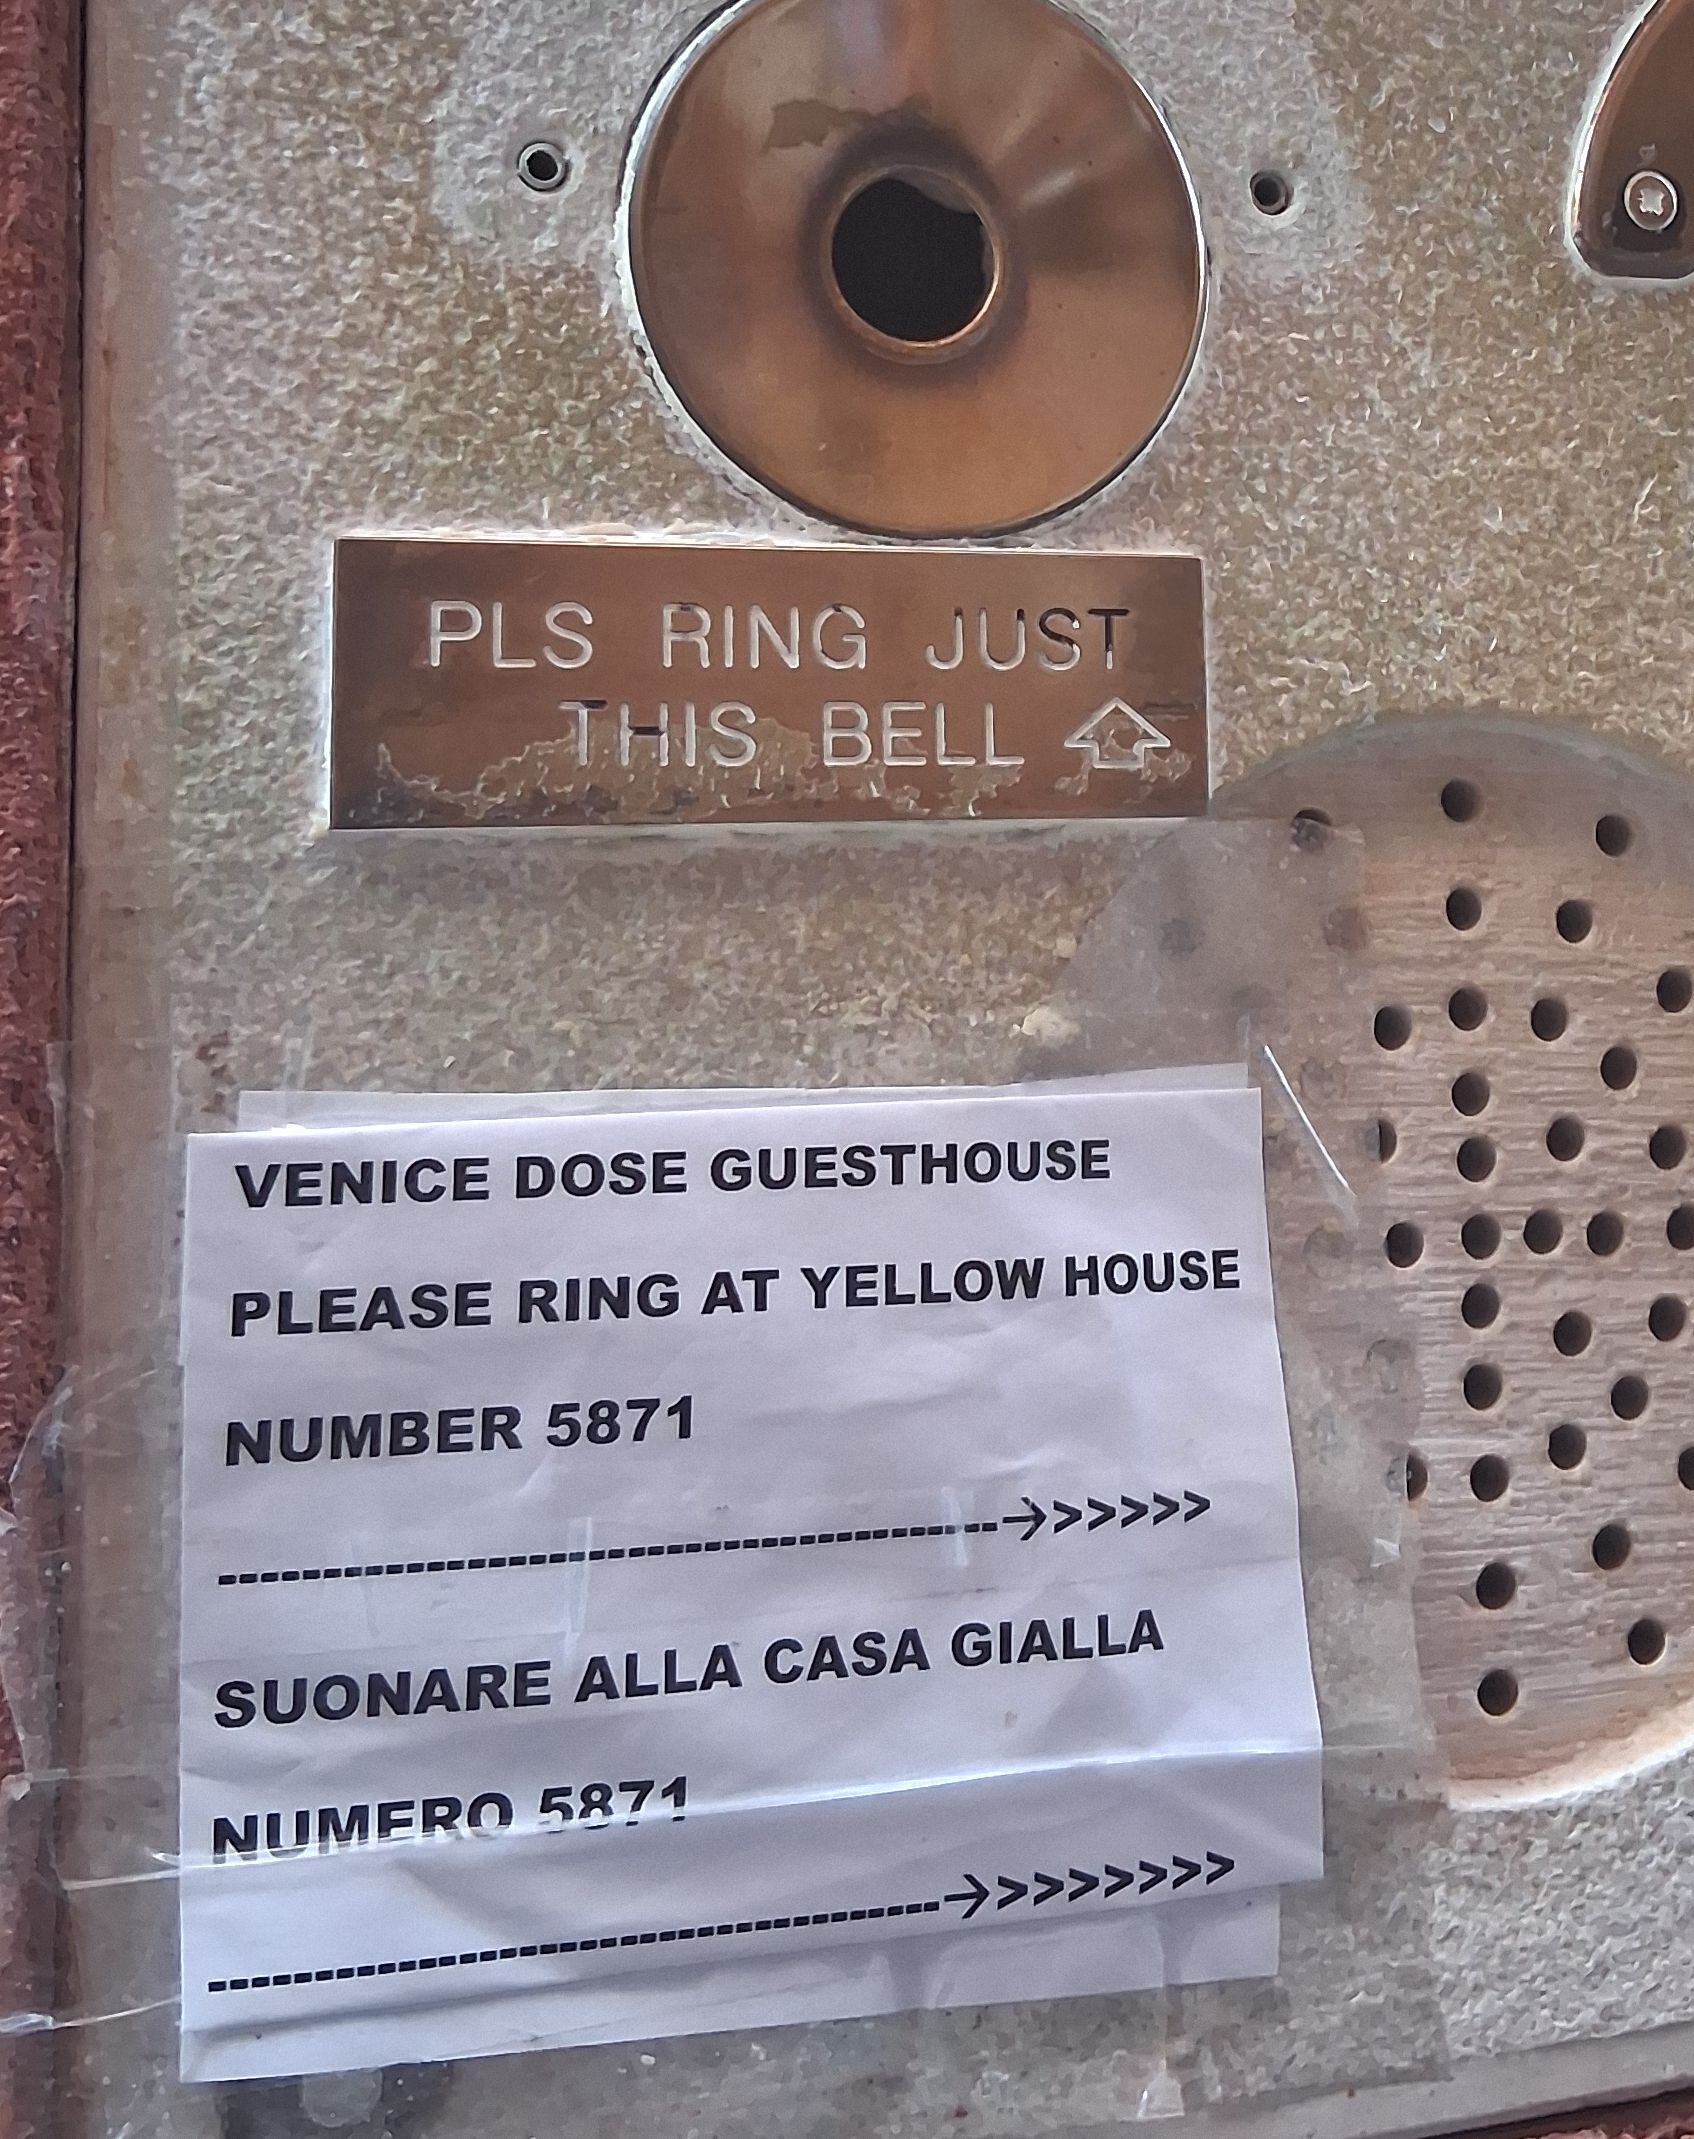 PLS RING JUST
THIS BELL ⇧
VENICE DOSE GUESTHOUSE
PLEASE RING AT YELLOW HOUSE
NUMBER 5871
--------------------------------------→>>>>>>
SUONARE ALLA CASA GIALLA
NUMERO 5871
-----------------------------------→>>>>>>>>